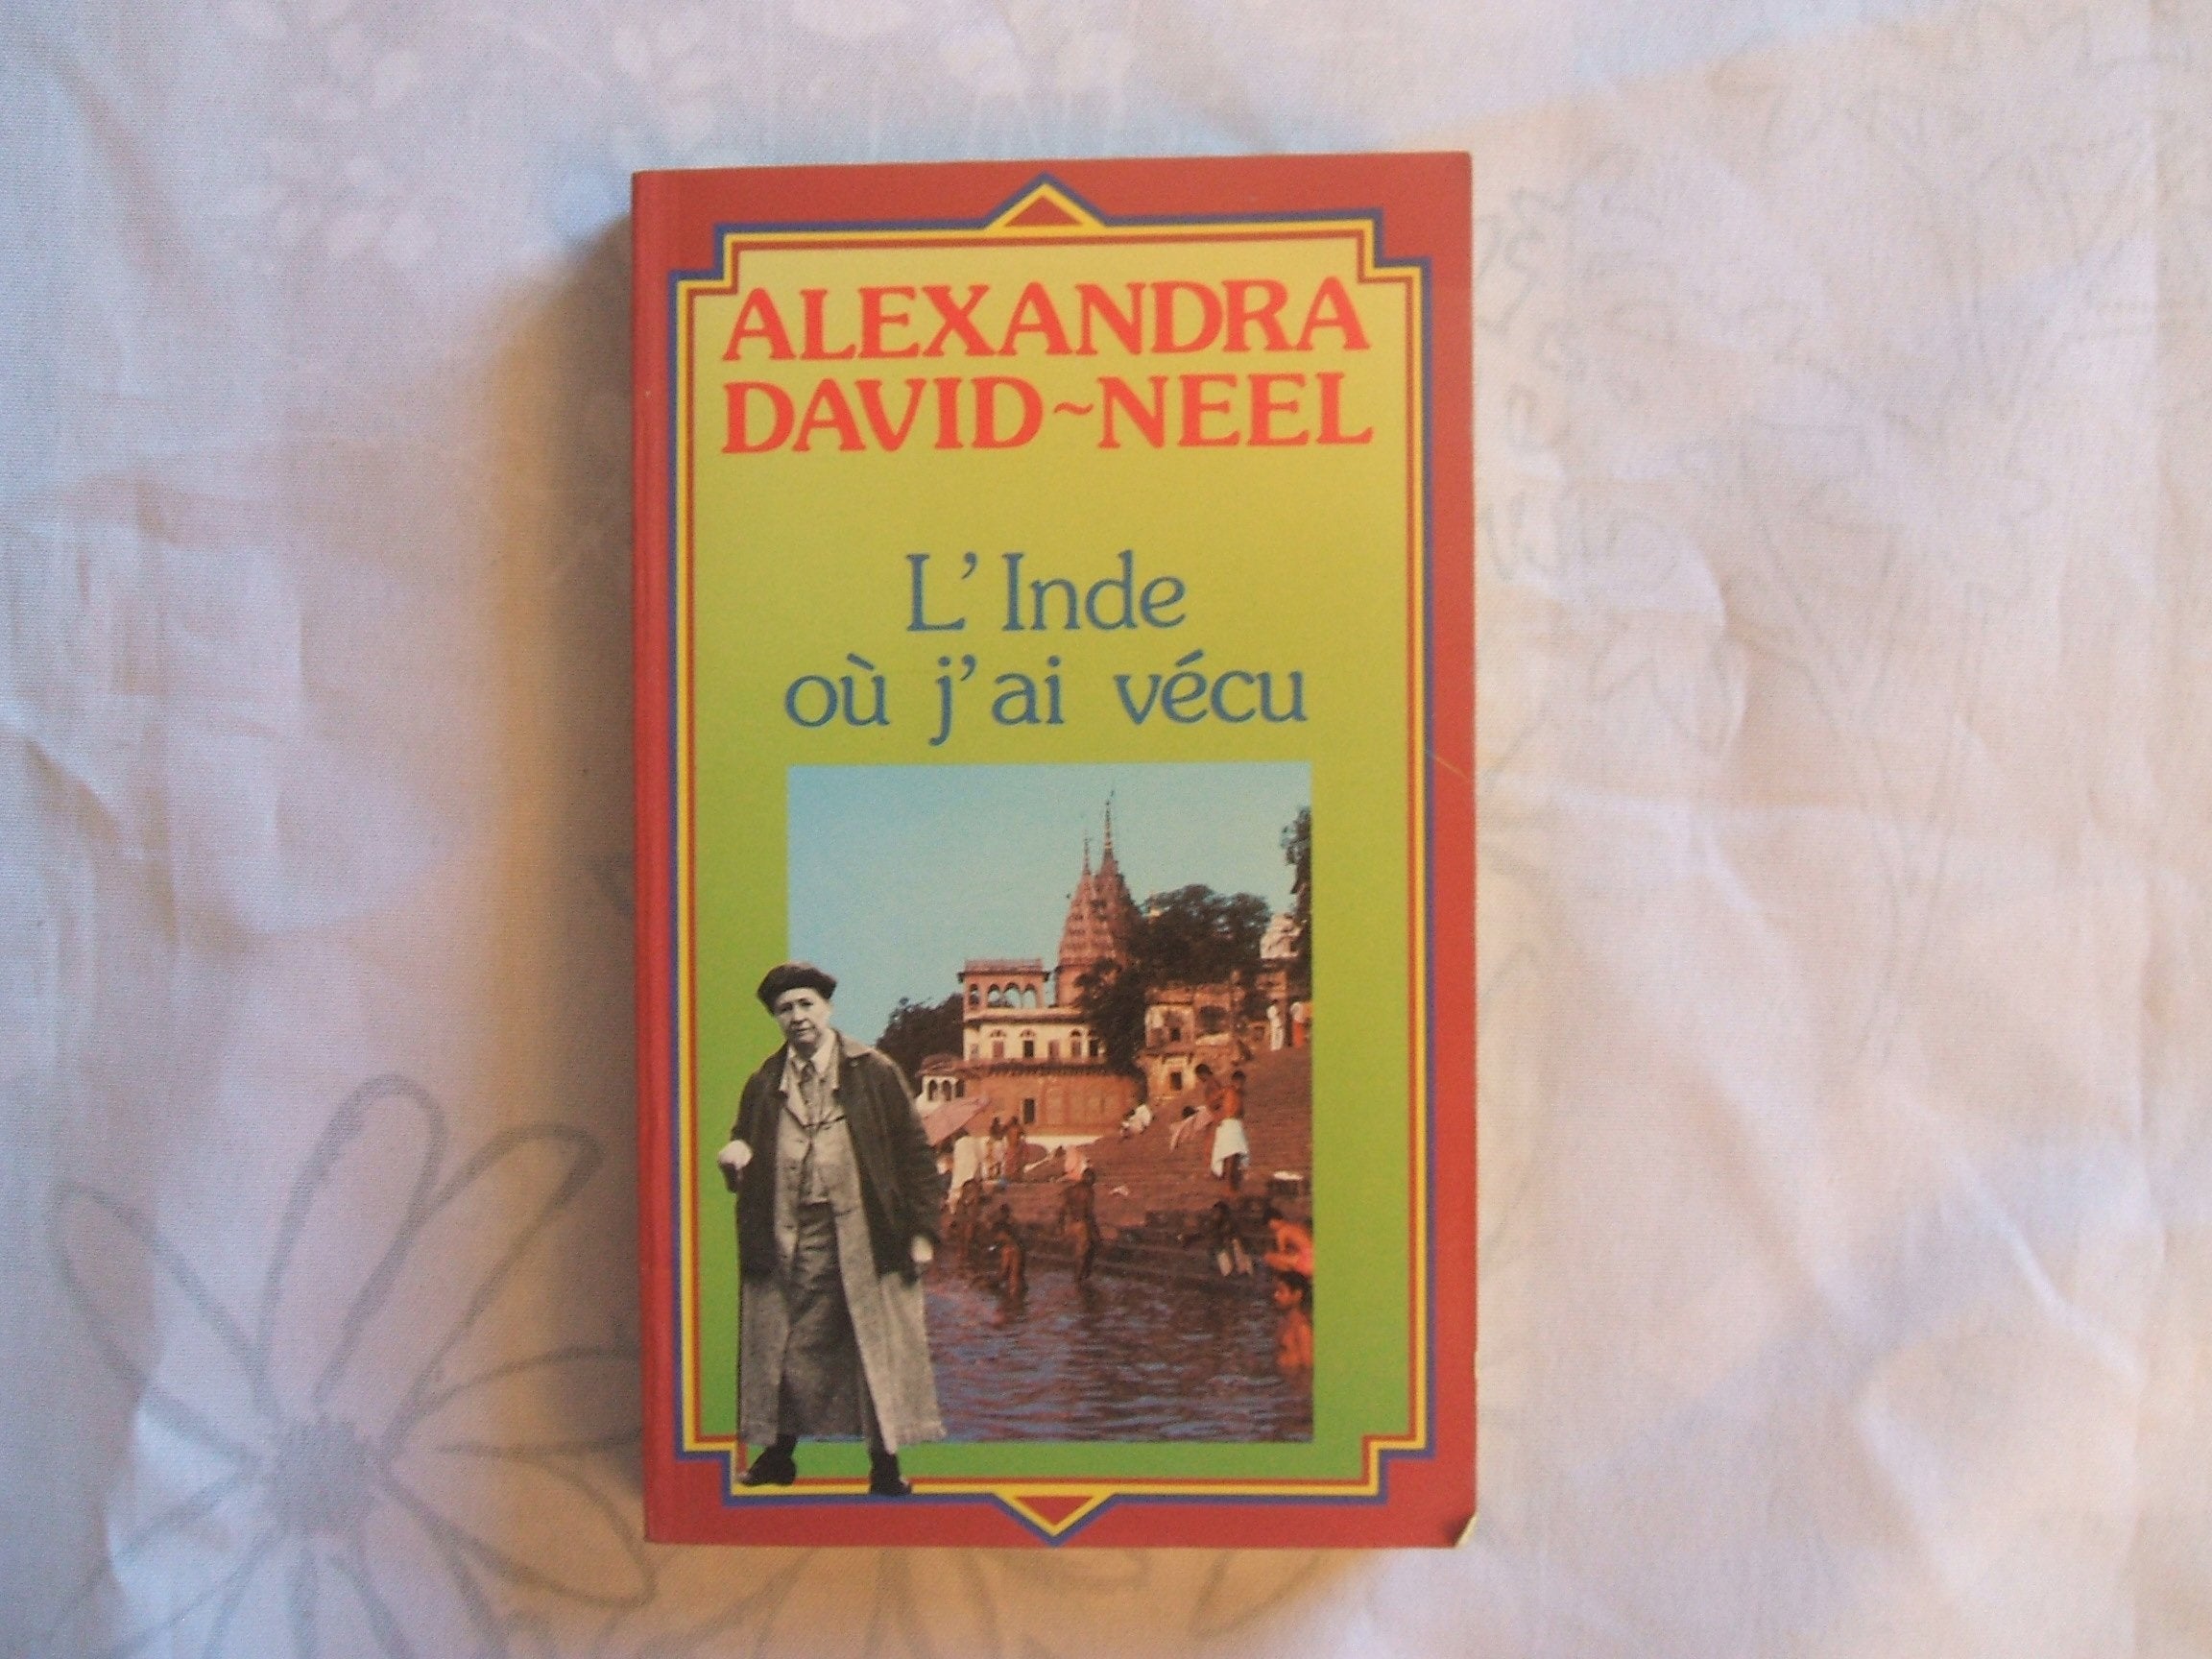 ALEXANDRA
DAVID~NEEL
L'Inde
où j'ai vécu